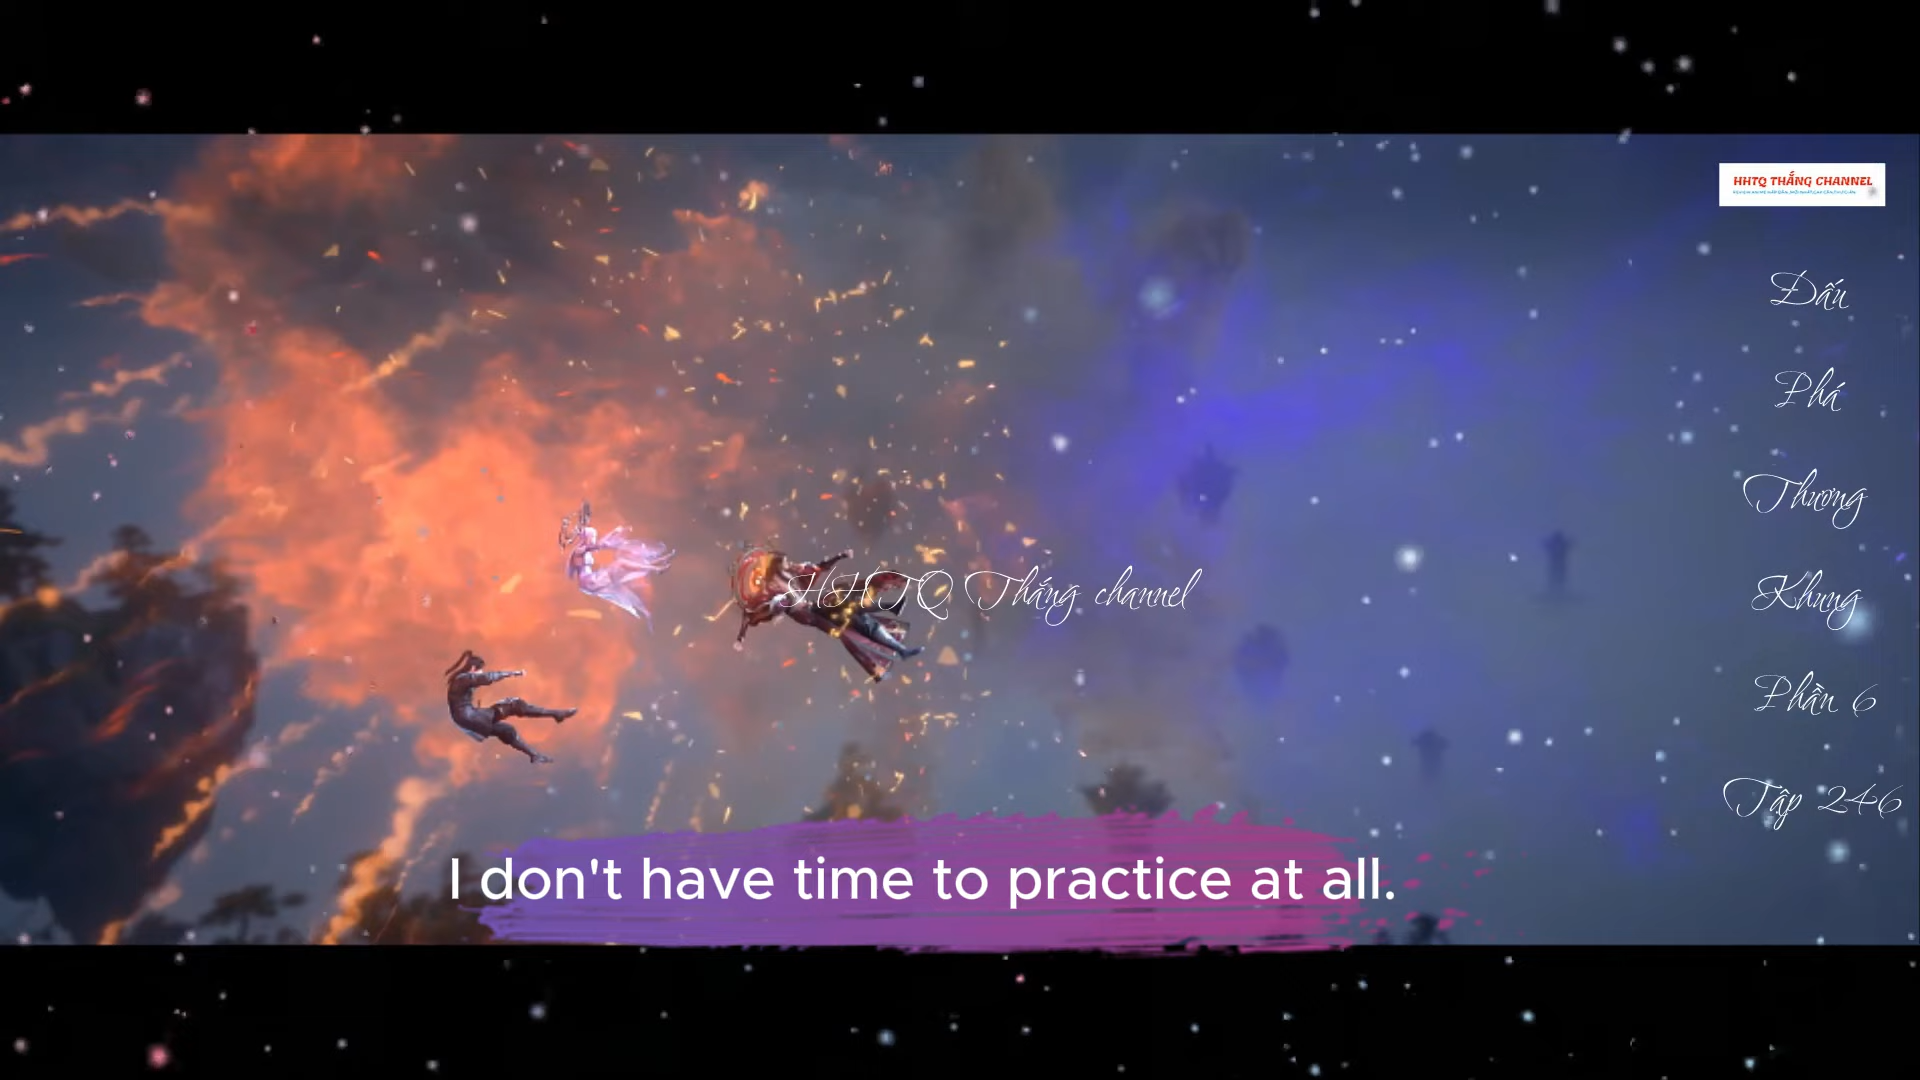 HHTQ THẮNG CHANNEL
Đấu
Phá
Thương
Khung
Phần 6
Tập 246
HHTQ Thắng channel
I don't have time to practice at all.